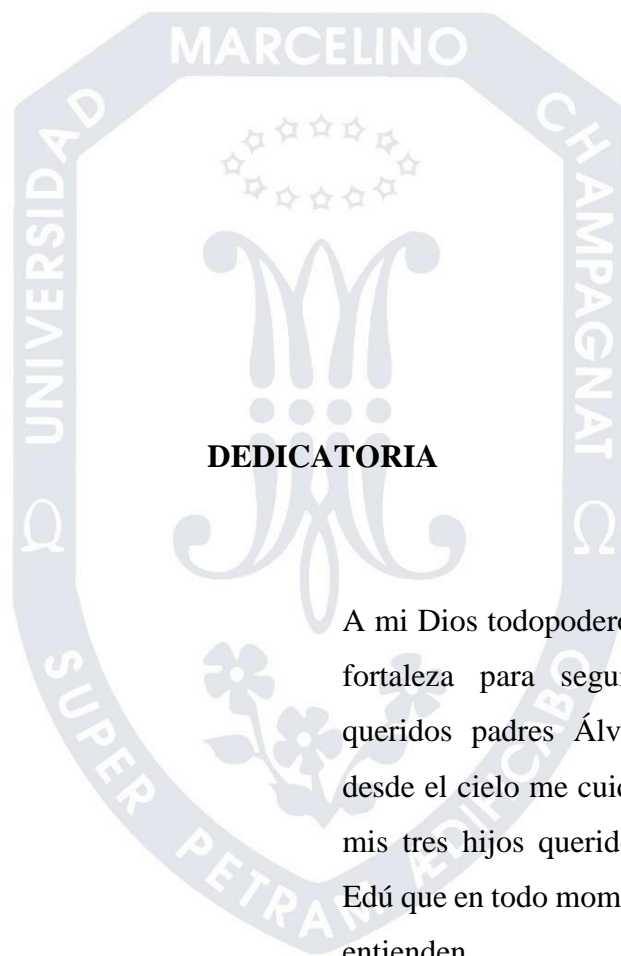 MARCELINO
UNIVERSIDAD
CHAMPAGNAT
DEDICATORIA
A mi Dios
fortaleza para
queridos padres
desde el cielo me
mis tres hijos
Edú que en todo
entienden
SUPER PETRAM ÆDIFICABO